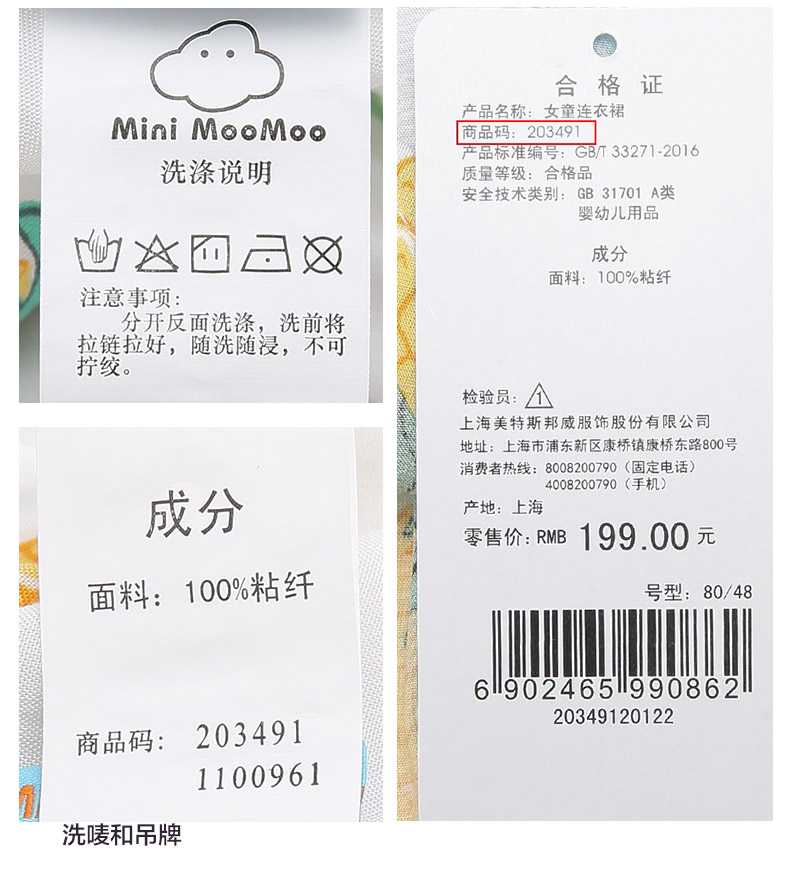 Mini MooMoo
洗涤说明
注意事项:
分开反面洗涤，洗前将
拉链拉好，随洗随浸，不可
拧绞。
成分
面料：100%粘纤
商品码： 203491
1100961
洗唛和吊牌
合格证
产品名称：女童连衣裙
商品码：203491
产品标准编号：GB/T 33271-2016
质量等级：合格品
安全技术类别：GB 31701 A类
婴幼儿用品
成分
面料：100%粘纤
检验员：1
上海美特斯邦威服饰股份有限公司
地址：上海市浦东新区康桥镇康桥东路800号
消费者热线：8008200790（固定电话）
4008200790（手机）
产地：上海
零售价：RMB 199.00 元
号型：80/48
6 902465 990862
20349120122